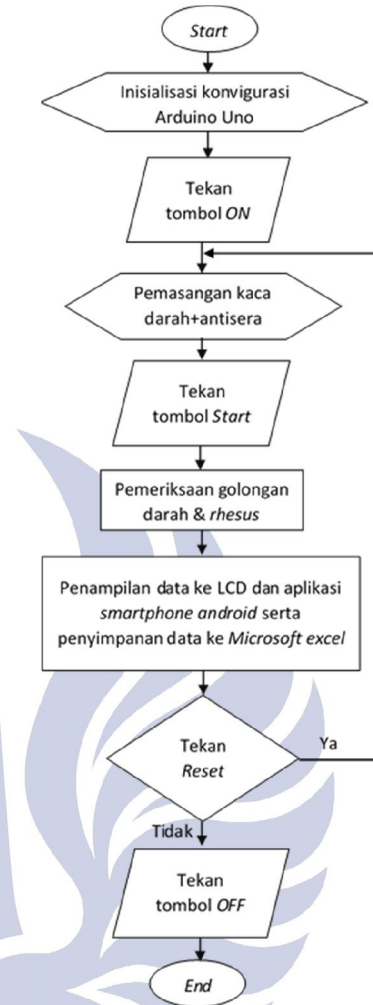 Start
Inisialisasi konvigurasi
Arduino Uno
Tekan
tombol ON
Pemasangan kaca
darah+antisera
Tekan
tombol Start
Pemeriksaan golongan
darah & rhesus
Penampilan data ke LCD dan aplikasi
smartphone android serta
penyimpanan data ke Microsoft excel
Tekan
Reset
Ya
Tidak
Tekan
tombol OFF
End